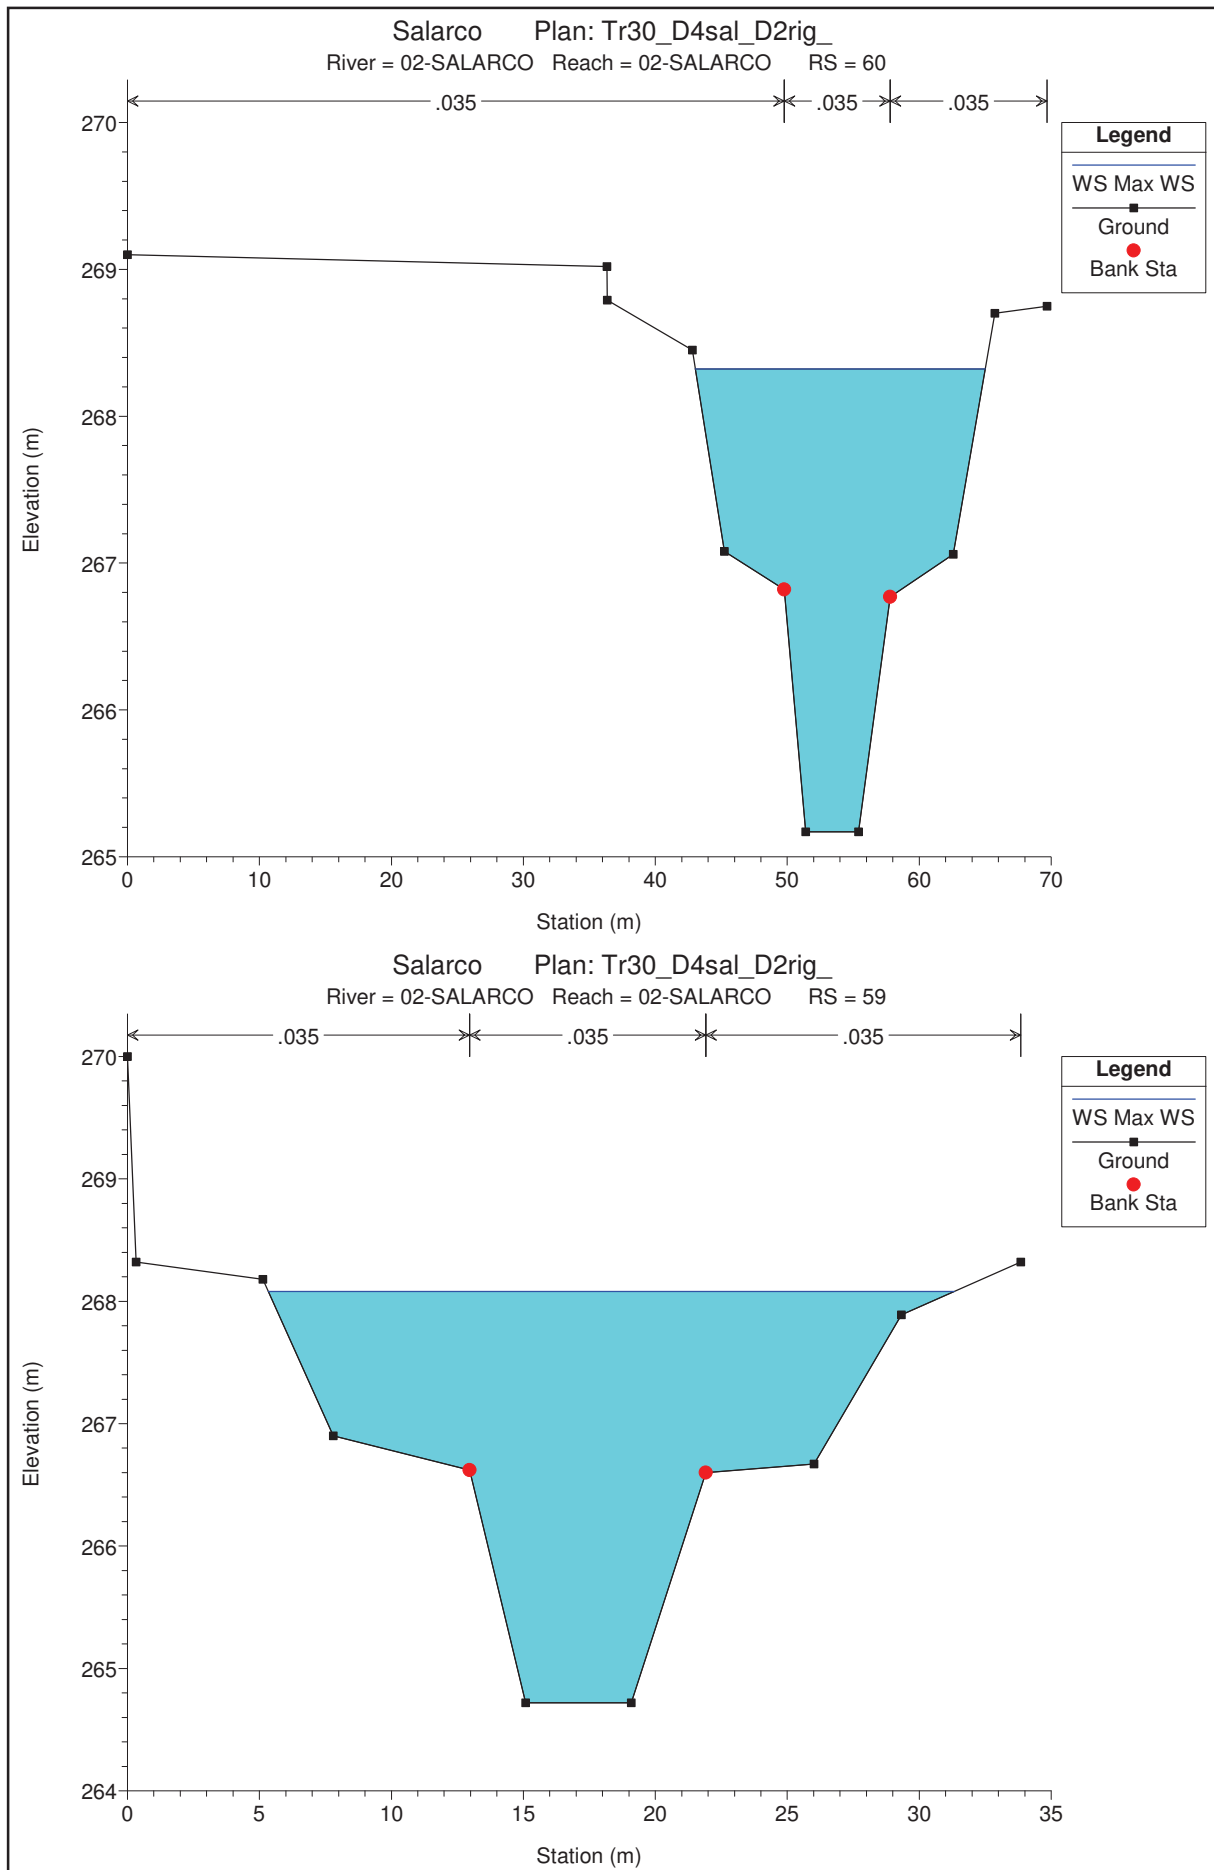 Salarco Plan: Tr30_D4sal_D2rig_
River = 02-SALARCO Reach = 02-SALARCO RS = 60
.035 .035 .035
270
269
268
267
266
265
Elevation (m)
0 10 20 30 40 50 60 70
Station (m)
Legend
WS Max WS
Ground
Bank Sta
Salarco Plan: Tr30_D4sal_D2rig_
River = 02-SALARCO Reach = 02-SALARCO RS = 59
.035 .035 .035
270
269
268
267
266
265
264
Elevation (m)
0 5 10 15 20 25 30 35
Station (m)
Legend
WS Max WS
Ground
Bank Sta